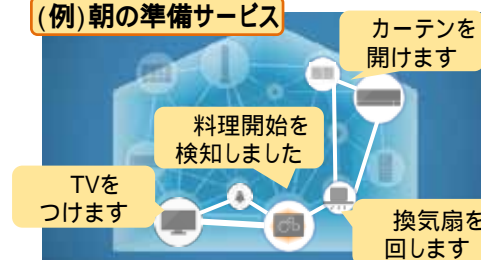 (例)朝の準備サービス
カーテンを
開けます
料理開始を
検知しました
TVを
つけます
換気扇を
回します